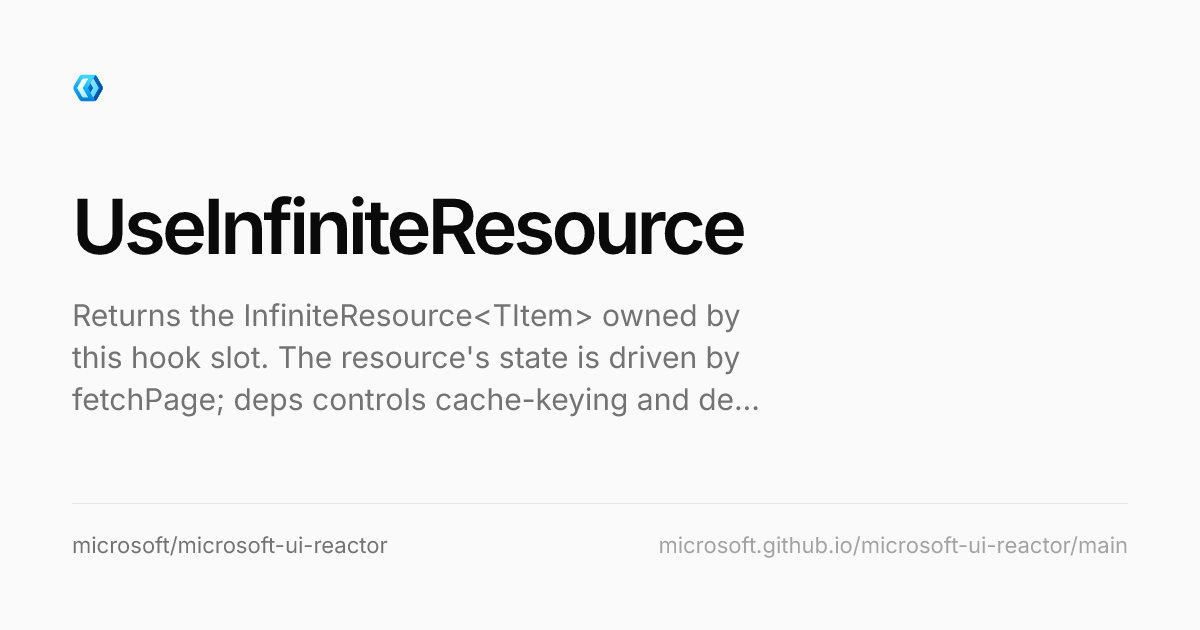 UseInfiniteResource
Returns the InfiniteResource<TItem> owned by
this hook slot. The resource's state is driven by
fetchPage; deps controls cache-keying and de...
microsoft/microsoft-ui-reactor
microsoft.github.io/microsoft-ui-reactor/main